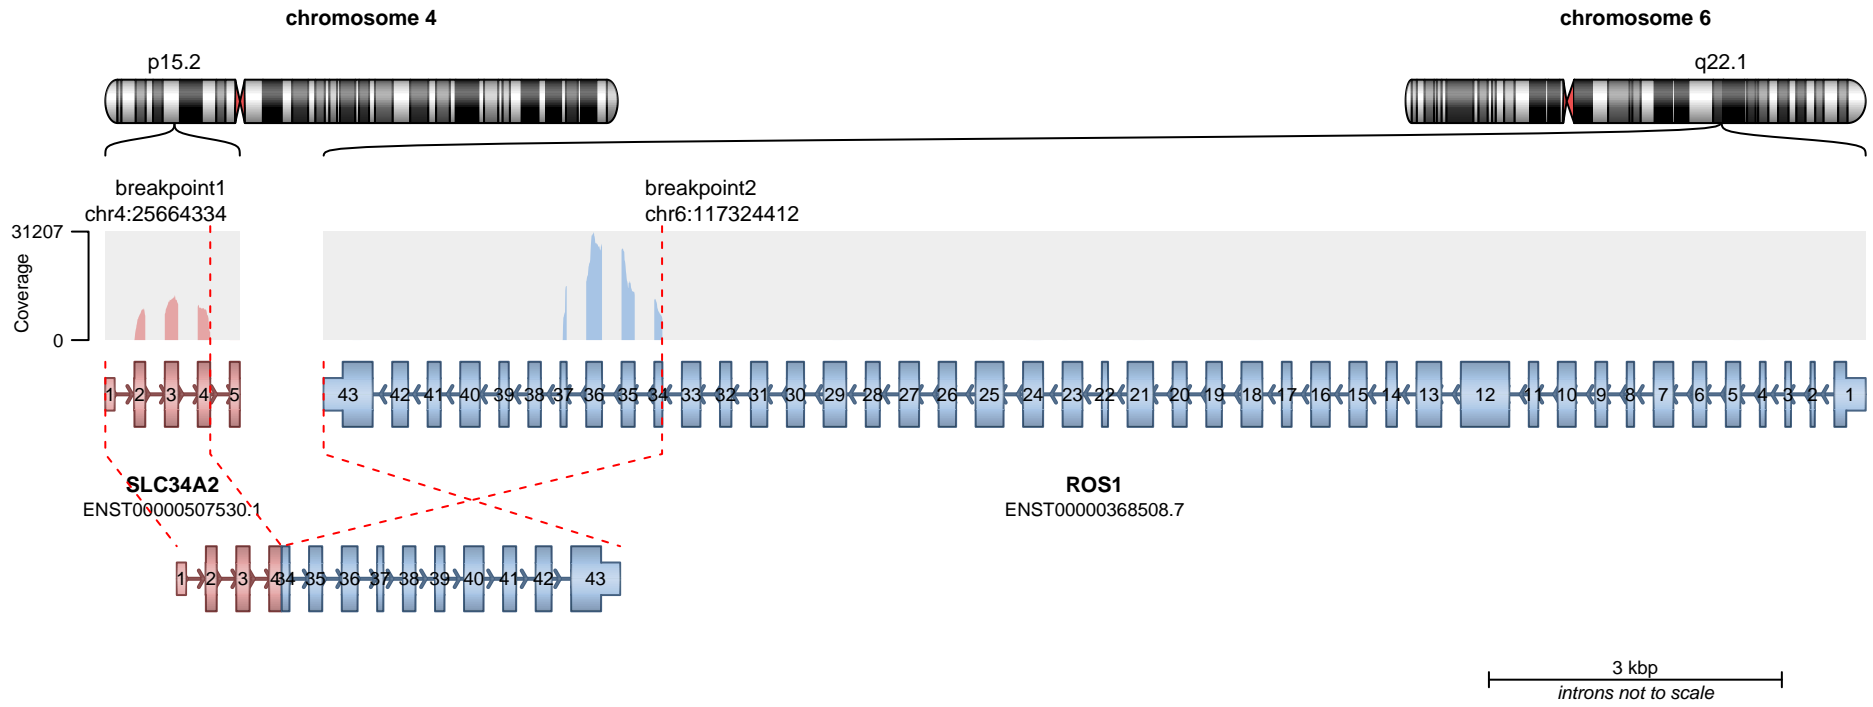 chromosome 4
chromosome 6
p15.2
q22.1
breakpoint1
chr4:25664334
breakpoint2
chr6:117324412
31207
Coverage
0
1 2 3 4 5
43 42 41 40 39 38 37 36 35 34 33 32 31 30 29 28 27 26 25 24 23 22 21 20 19 18 17 16 15 14 13 12 11 10 9 8 7 6 5 4 3 2 1
SLC34A2
ENST00000507530.1
ROS1
ENST00000368508.7
1 2 3 4 34 35 36 37 38 39 40 41 42 43
3 kbp
introns not to scale